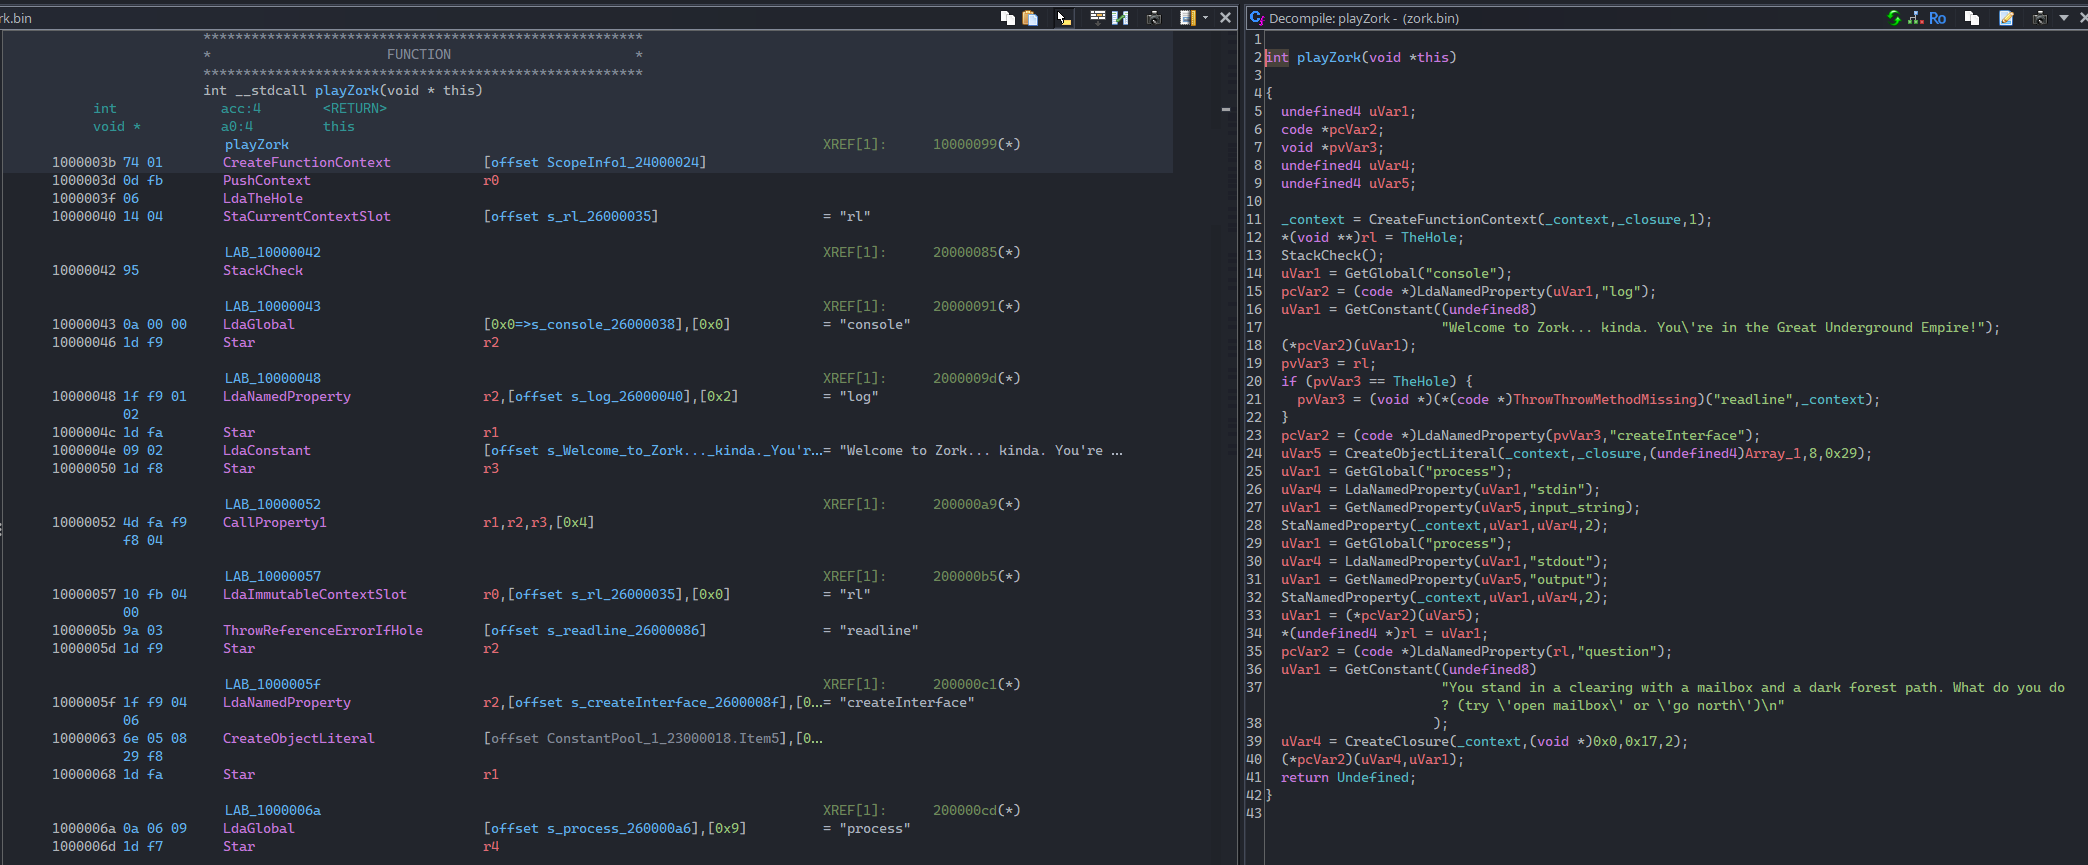 rk.bin
******************************************************
* FUNCTION *
******************************************************
int __stdcall playZork(void * this)
int acc:4 <RETURN>
void * a0:4 this
playZork XREF[1]: 10000099(*)
1000003b 74 01 CreateFunctionContext [offset ScopeInfo1_24000024]
1000003d 0d fb PushContext r0
1000003f 06 LdaTheHole
10000040 14 04 StaCurrentContextSlot [offset s_rl_26000035] = "rl"
LAB_10000042 XREF[1]: 20000085(*)
10000042 95 StackCheck
LAB_10000043 XREF[1]: 20000091(*)
10000043 0a 00 00 LdaGlobal [0x0=>s_console_26000038],[0x0] = "console"
10000046 1d f9 Star r2
LAB_10000048 XREF[1]: 2000009d(*)
10000048 1f f9 01 LdaNamedProperty r2,[offset s_log_26000040],[0x2] = "log"
02
1000004c 1d fa Star r1
1000004e 09 02 LdaConstant [offset s_Welcome_to_Zork..._kinda._You'r...= "Welcome to Zork... kinda. You're ...
10000050 1d f8 Star r3
LAB_10000052 XREF[1]: 200000a9(*)
10000052 4d fa f9 CallProperty1 r1,r2,r3,[0x4]
f8 04
LAB_10000057 XREF[1]: 200000b5(*)
10000057 10 fb 04 LdaImmutableContextSlot r0,[offset s_rl_26000035],[0x0] = "rl"
00
1000005b 9a 03 ThrowReferenceErrorIfHole [offset s_readline_26000086] = "readline"
1000005d 1d f9 Star r2
LAB_1000005f XREF[1]: 200000c1(*)
1000005f 1f f9 04 LdaNamedProperty r2,[offset s_createInterface_2600008f],[0...= "createInterface"
06
10000063 6e 05 08 CreateObjectLiteral [offset ConstantPool_1_23000018.Item5],[0...
29 f8
10000068 1d fa Star r1
LAB_1000006a XREF[1]: 200000cd(*)
1000006a 0a 06 09 LdaGlobal [offset s_process_260000a6],[0x9] = "process"
1000006d 1d f7 Star r4
Decompile: playZork - (zork.bin) Ro
1
2 int playZork(void *this)
3
4 {
5 undefined4 uVar1;
6 code *pcVar2;
7 void *pvVar3;
8 undefined4 uVar4;
9 undefined4 uVar5;
10
11 _context = CreateFunctionContext(_context,_closure,1);
12 *(void **)rl = TheHole;
13 StackCheck();
14 uVar1 = GetGlobal("console");
15 pcVar2 = (code *)LdaNamedProperty(uVar1,"log");
16 uVar1 = GetConstant((undefined8)
17 "Welcome to Zork... kinda. You\'re in the Great Underground Empire!");
18 (*pcVar2)(uVar1);
19 pvVar3 = rl;
20 if (pvVar3 == TheHole) {
21 pvVar3 = (void *)(*(code *)ThrowThrowMethodMissing)("readline",_context);
22 }
23 pcVar2 = (code *)LdaNamedProperty(pvVar3,"createInterface");
24 uVar5 = CreateObjectLiteral(_context,_closure,(undefined4)Array_1,8,0x29);
25 uVar1 = GetGlobal("process");
26 uVar4 = LdaNamedProperty(uVar1,"stdin");
27 uVar1 = GetNamedProperty(uVar5,input_string);
28 StaNamedProperty(_context,uVar1,uVar4,2);
29 uVar1 = GetGlobal("process");
30 uVar4 = LdaNamedProperty(uVar1,"stdout");
31 uVar1 = GetNamedProperty(uVar5,"output");
32 StaNamedProperty(_context,uVar1,uVar4,2);
33 uVar1 = (*pcVar2)(uVar5);
34 *(undefined4 *)rl = uVar1;
35 pcVar2 = (code *)LdaNamedProperty(rl,"question");
36 uVar1 = GetConstant((undefined8)
37 "You stand in a clearing with a mailbox and a dark forest path. What do you do
? (try \'open mailbox\' or \'go north\')\n"
38 );
39 uVar4 = CreateClosure(_context,(void *)0x0,0x17,2);
40 (*pcVar2)(uVar4,uVar1);
41 return Undefined;
42 }
43